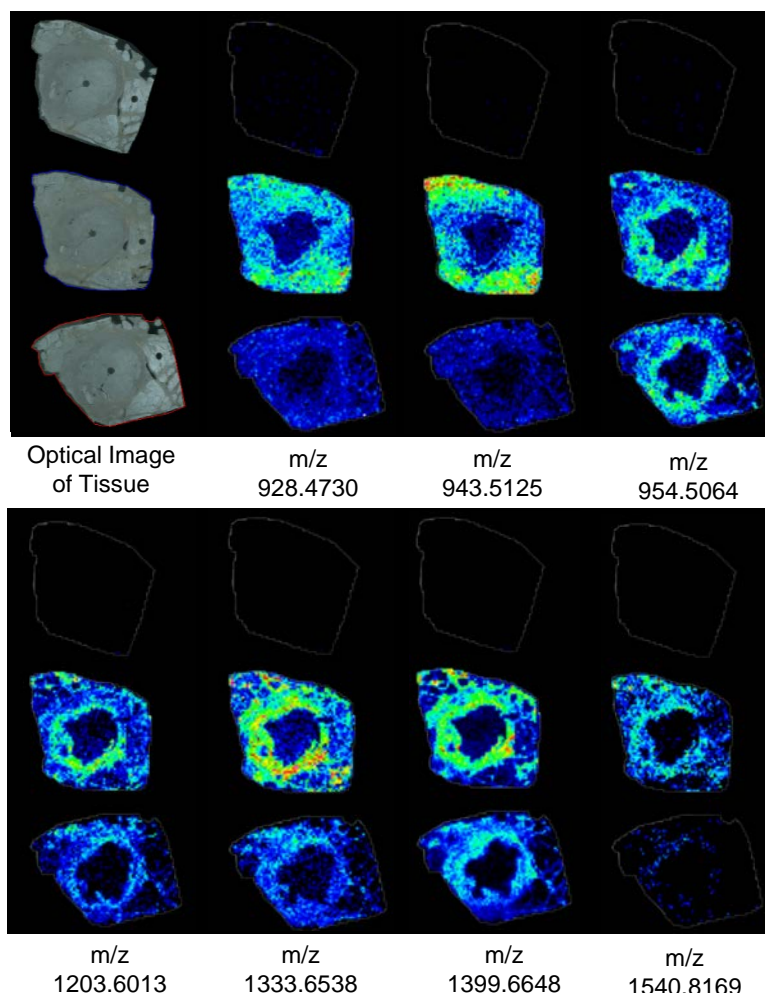 Optical Image
of Tissue
m/z
928.4730
m/z
943.5125
m/z
954.5064
m/z
1203.6013
m/z
1333.6538
m/z
1399.6648
m/z
1540.8169